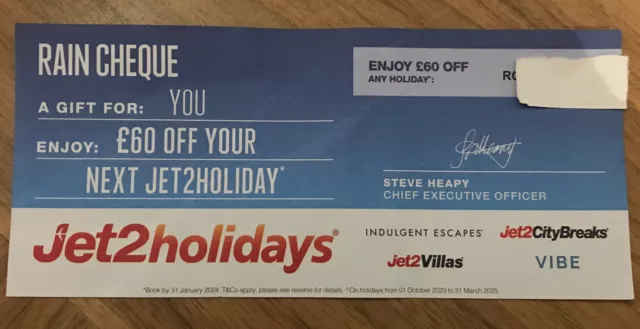 RAIN CHEQUE
A GIFT FOR: YOU
ENJOY: £60 OFF YOUR
NEXT JET2HOLIDAY*
ENJOY £60 OFF
ANY HOLIDAY*:
STEVE HEAPY
CHIEF EXECUTIVE OFFICER
Jet2holidays®
INDULGENT ESCAPES®
Jet2CityBreaks®
Jet2Villas®
VIBE
*Book by 31 January 2024. T&Cs apply, please see reverse for details. ^On holidays from 01 October 2023 to 31 March 2025.